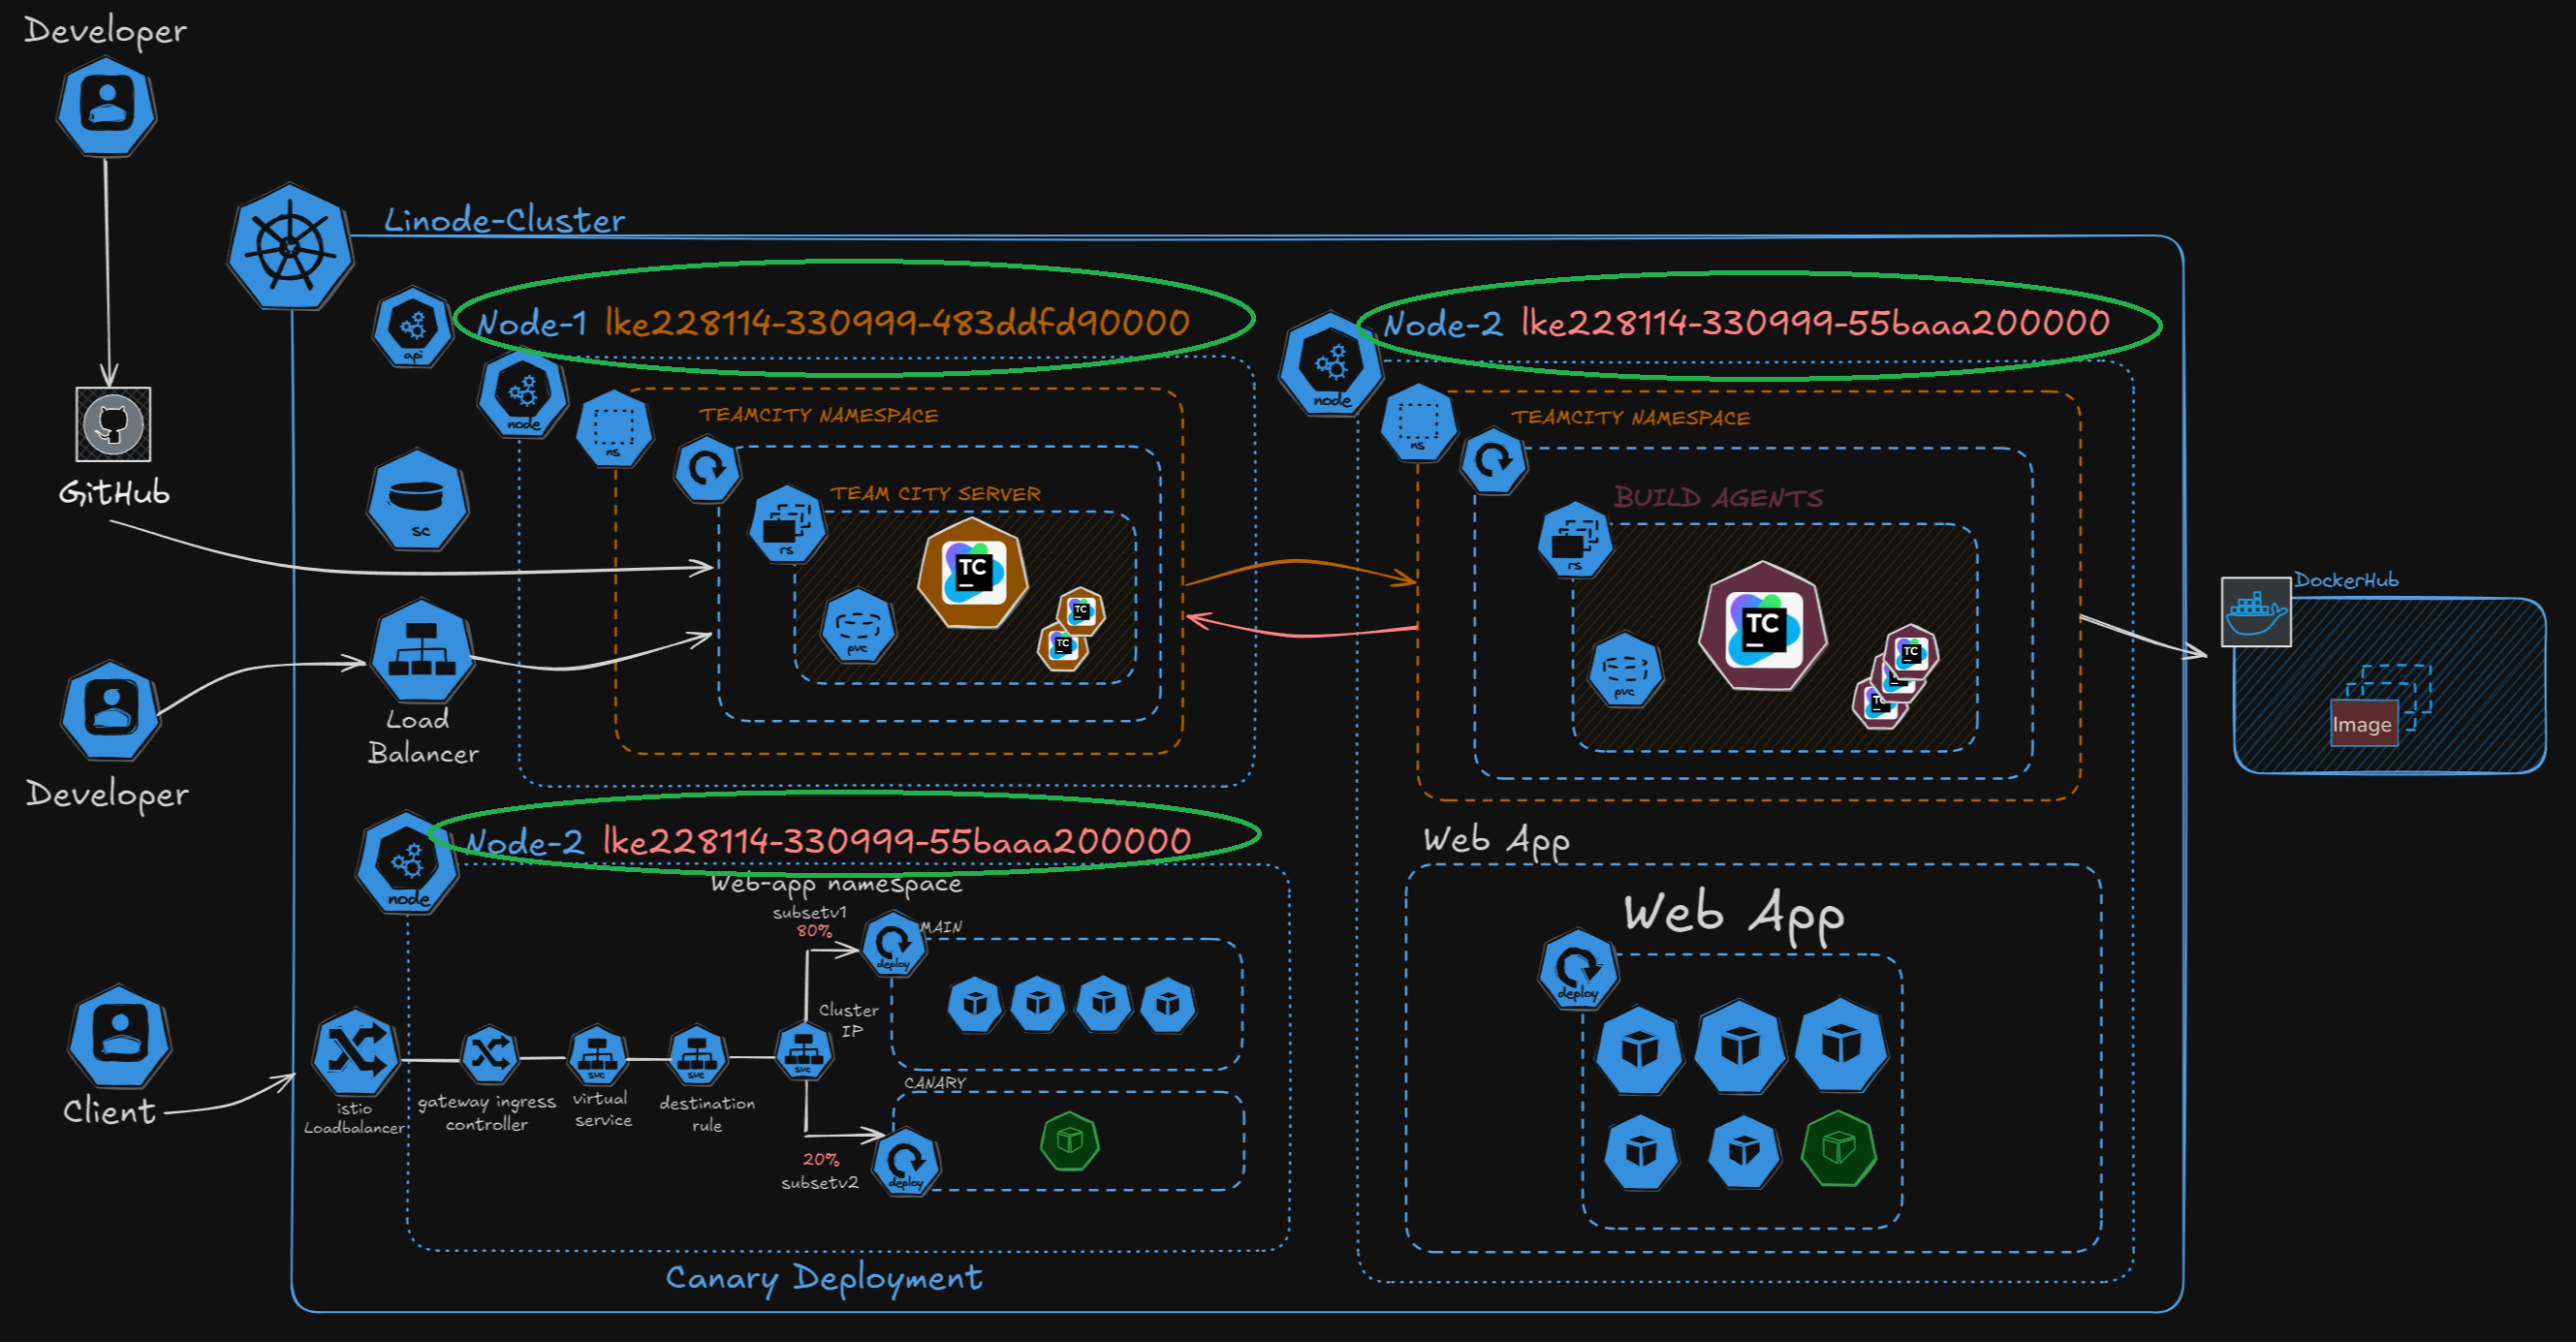 Developer
Linode-Cluster
Node-1 lke228114-330999-483ddfd90000
Node-2 lke228114-330999-55baaa200000
api
node
node
ns
ns
TEAMCITY NAMESPACE
TEAMCITY NAMESPACE
GitHub
sc
TEAM CITY SERVER
BUILD AGENTS
rs
rs
TC
TC
TC
TC
pvc
pvc
TC
TC
DockerHub
Image
Load
Balancer
Developer
Node-2 lke228114-330999-55baaa200000
node
Web-app namespace
subsetv1
80%
MAIN
deploy
Cluster
IP
svc
svc
svc
CANARY
Client
istio
Loadbalancer
gateway ingress
controller
virtual
service
destination
rule
20%
subsetv2
deploy
Canary Deployment
Web App
Web App
deploy